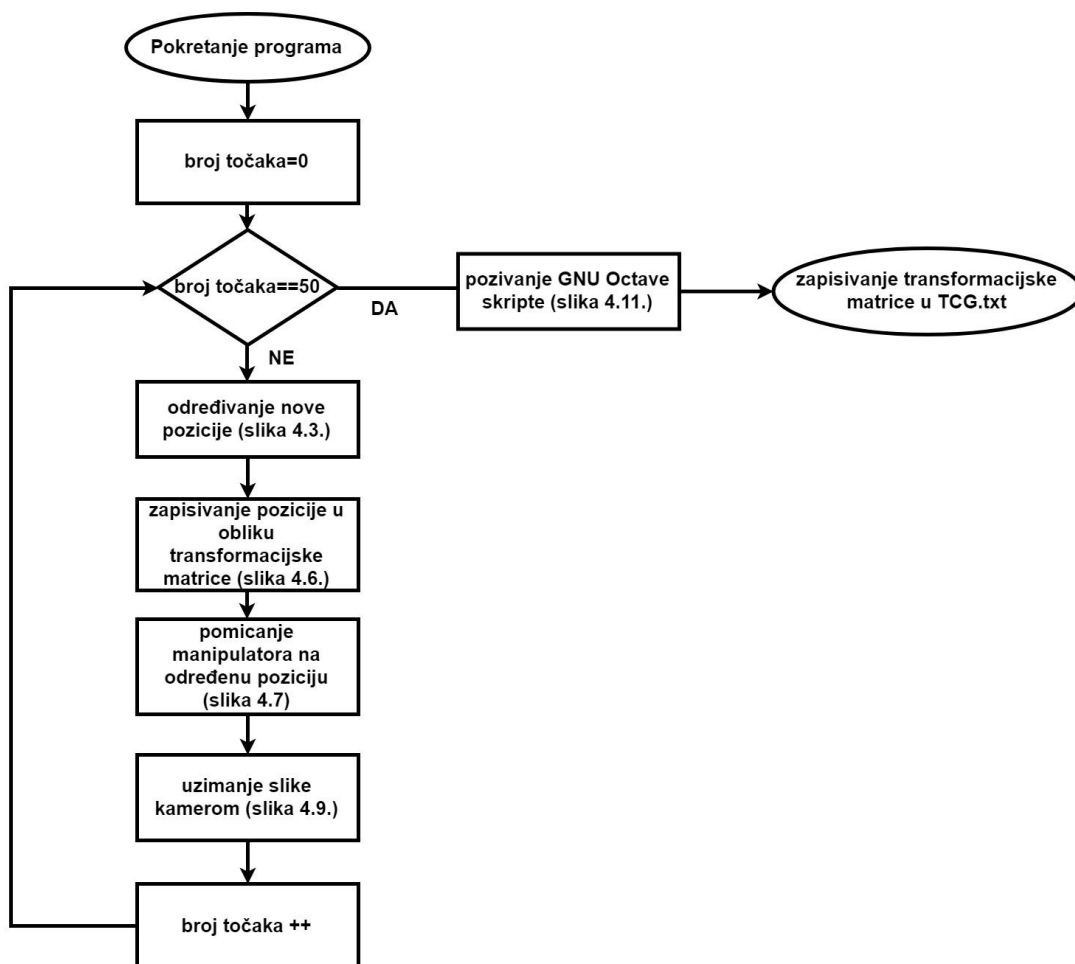 Pokretanje programa
broj točaka=0
broj točaka==50
DA
pozivanje GNU Octave
skripte (slika 4.11.)
zapisivanje transformacijske
matrice u TCG.txt
NE
određivanje nove
pozicije (slika 4.3.)
zapisivanje pozicije u
obliku
transformacijske
matrice (slika 4.6.)
pomicanje
manipulatora na
određenu poziciju
(slika 4.7)
uzimanje slike
kamerom (slika 4.9.)
broj točaka ++